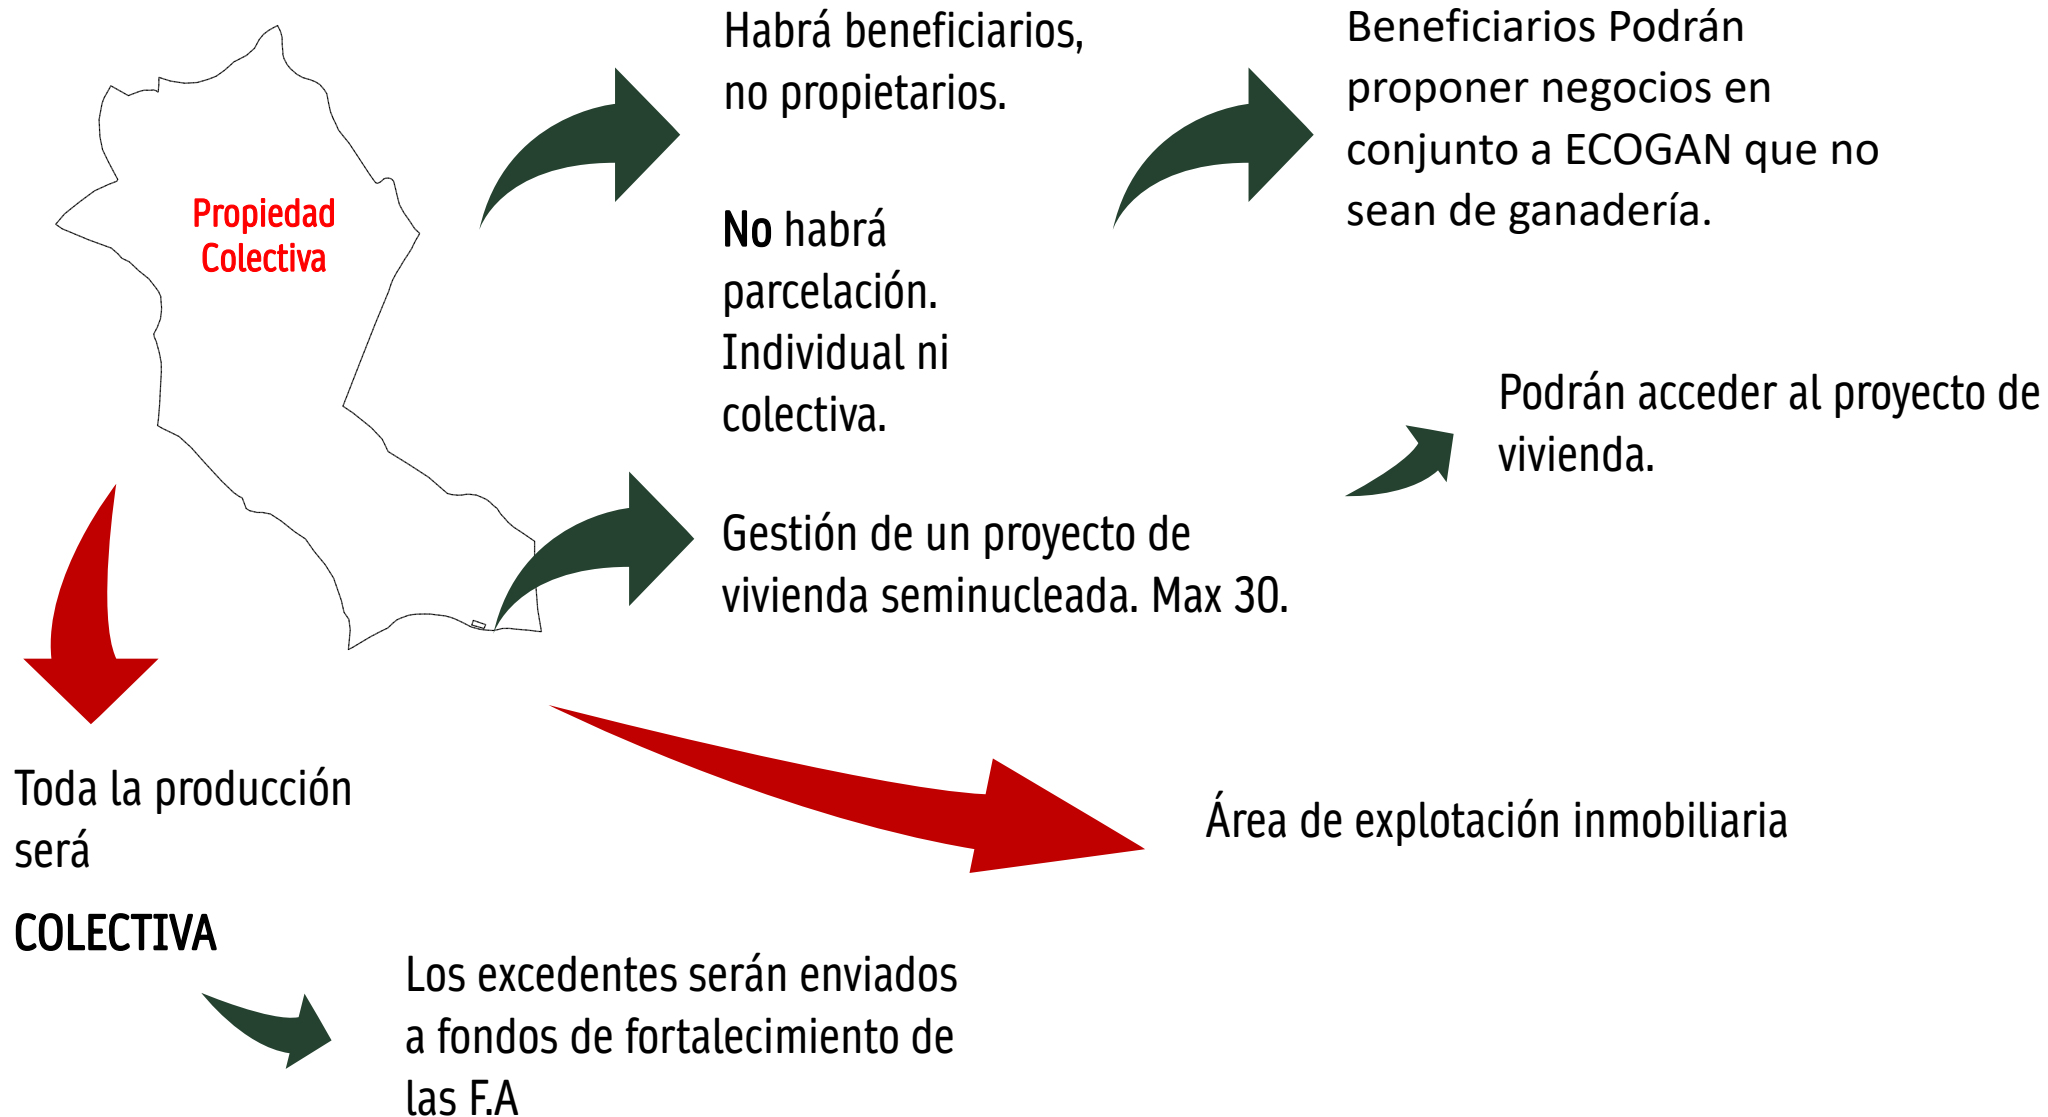 Propiedad
Colectiva
Habrá beneficiarios,
no propietarios.
No habrá
parcelación.
Individual ni
colectiva.
Gestión de un proyecto de
vivienda seminucleada. Max 30.
Beneficiarios Podrán
proponer negocios en
conjunto a ECOGAN que no
sean de ganadería.
Podrán acceder al proyecto de
vivienda.
Área de explotación inmobiliaria
Toda la producción
será
COLECTIVA
Los excedentes serán enviados
a fondos de fortalecimiento de
las F.A